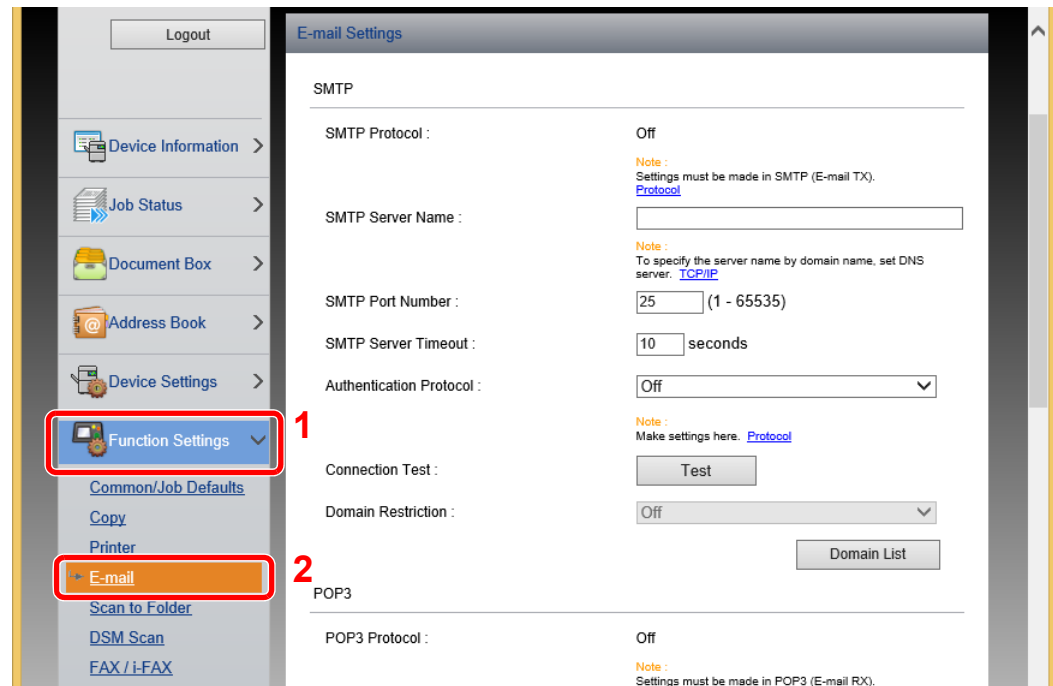 Logout
Device Information
Job Status
Document Box
Address Book
Device Settings
Function Settings
1
Common/Job Defaults
Copy
Printer
E-mail
2
Scan to Folder
DSM Scan
FAX / i-FAX
E-mail Settings
SMTP
SMTP Protocol :
Off
Note :
Settings must be made in SMTP (E-mail TX).
Protocol
SMTP Server Name :
Note :
To specify the server name by domain name, set DNS
server. TCP/IP
SMTP Port Number :
25 (1 - 65535)
SMTP Server Timeout :
10 seconds
Authentication Protocol :
Off
Note :
Make settings here. Protocol
Connection Test :
Test
Domain Restriction :
Off
Domain List
POP3
POP3 Protocol :
Off
Note :
Settings must be made in POP3 (E-mail RX).